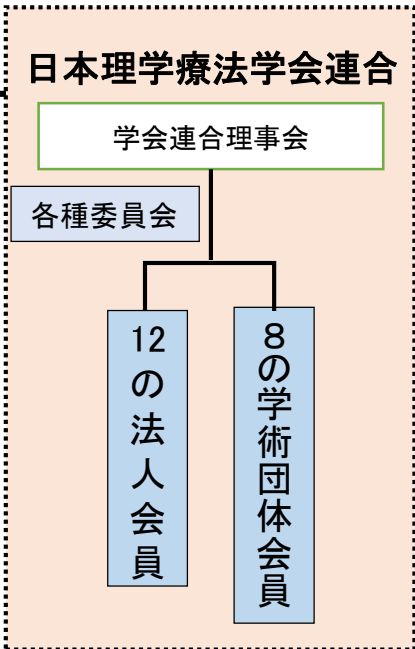 日本理学療法学会連合
学会連合理事会
各種委員会
12の法人会員
８の学術団体会員